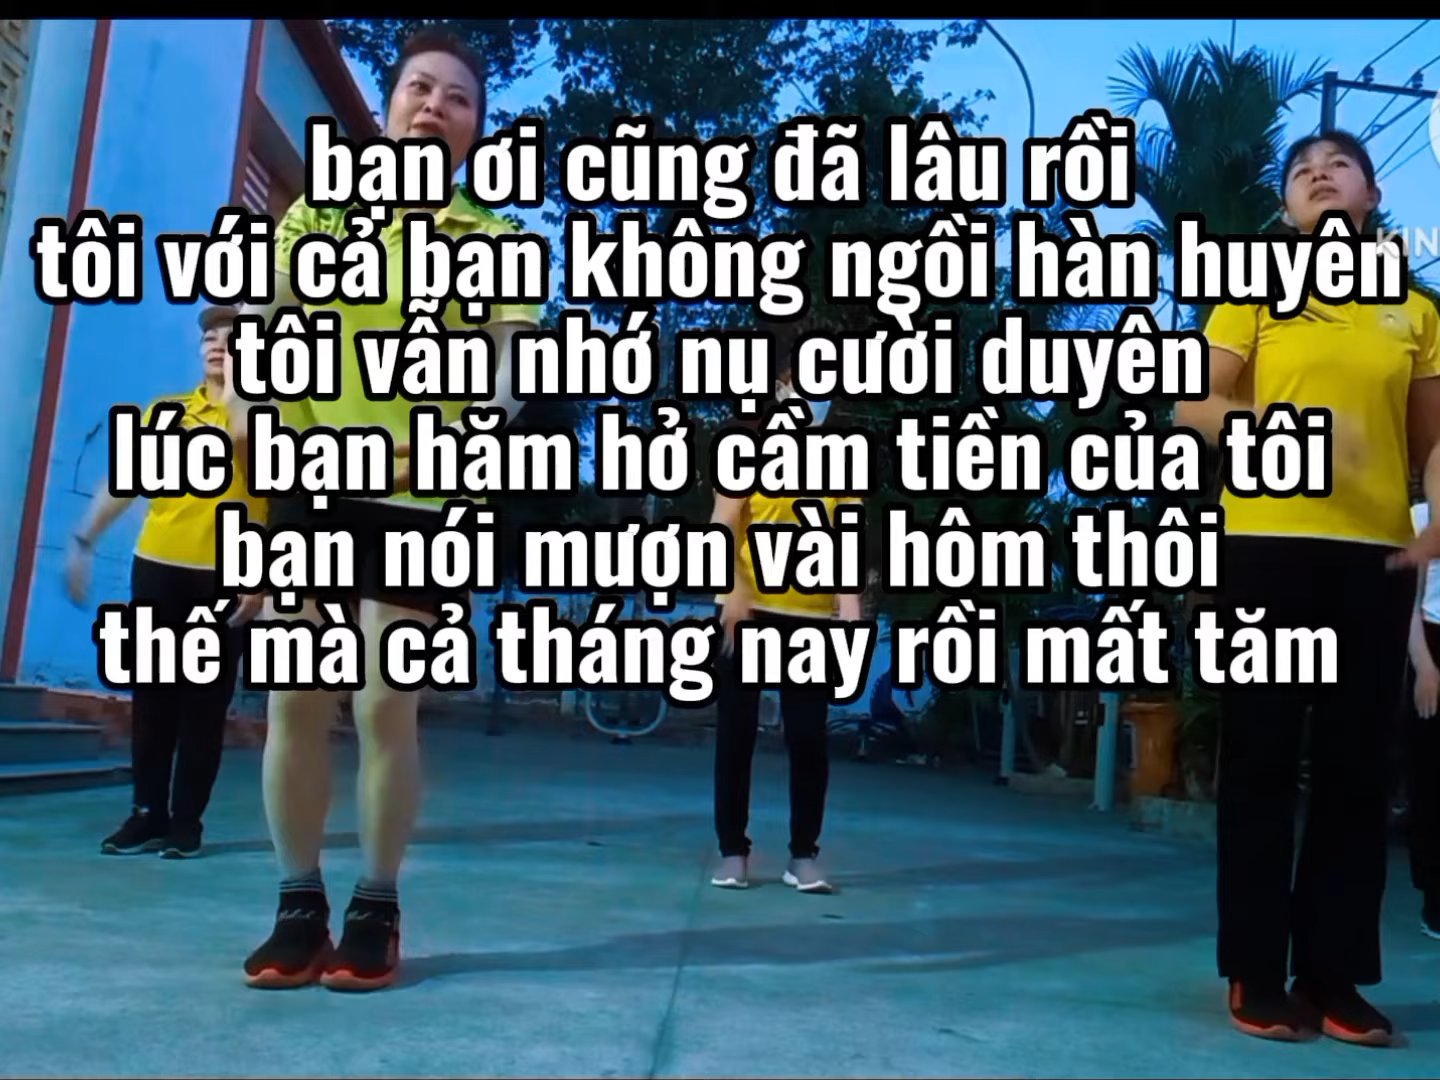 bạn ơi cũng đã lâu rồi
tôi với cả bạn không ngồi hàn huyên
tôi vẫn nhớ nụ cười duyên
lúc bạn hăm hở cầm tiền của tôi
bạn nói mượn vài hôm thôi
thế mà cả tháng nay rồi mất tăm
KIN